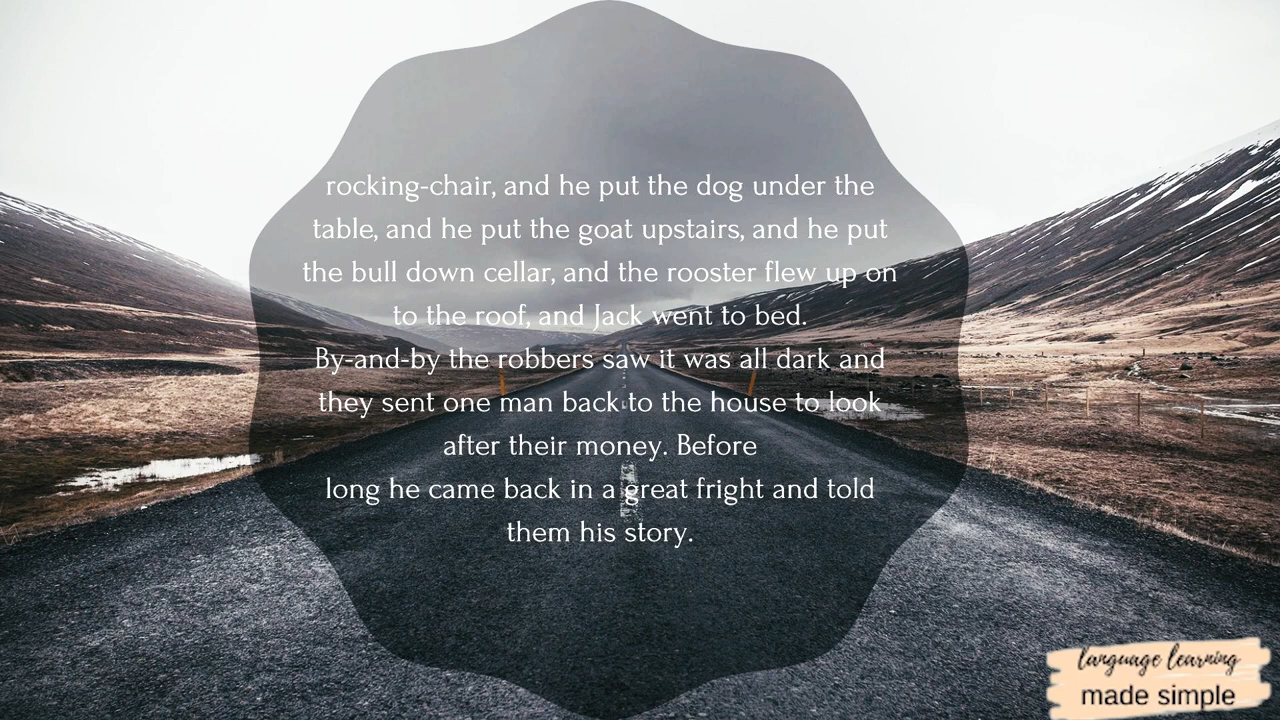 rocking-chair, and he put the dog under the
table, and he put the goat upstairs, and he put
the bull down cellar, and the rooster flew up on
to the roof, and Jack went to bed.
By-and-by the robbers saw it was all dark and
they sent one man back to the house to look
after their money. Before
long he came back in a great fright and told
them his story.
language learning
made simple